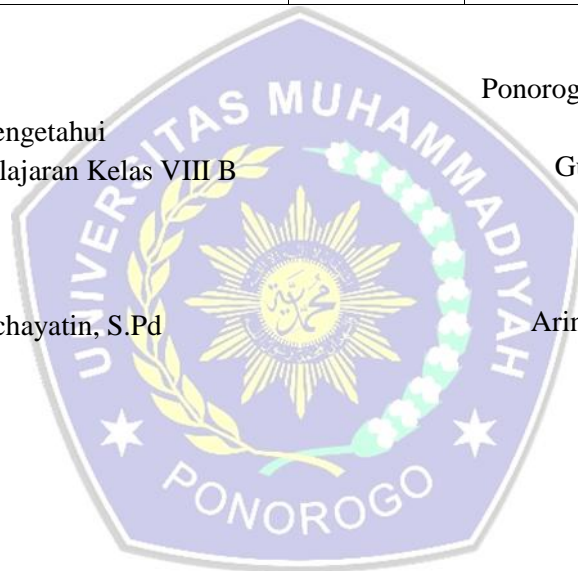 Ponorog
engetahui
lajaran Kelas VIII B
Gu
chayatin, S.Pd
Arin
UNIVERSITAS MUHAMMADIYAH
PONOROGO